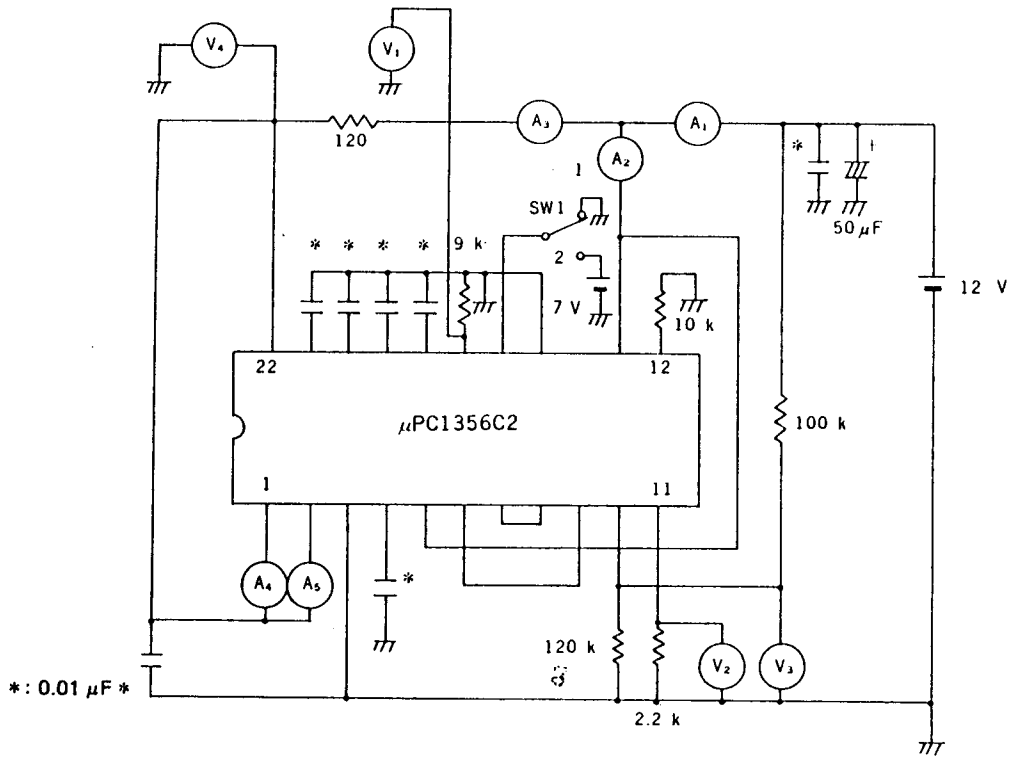 V₄
V₁
120
A₃
A₁
1
A₂
*
†
SW1
50 μF
* * * *
9 k
2
7 V
10 k
12 V
22
12
μPC1356C2
100 k
1
11
A₄
A₅
*
120 k
V₂
V₃
*: 0.01 μF *
2.2 k